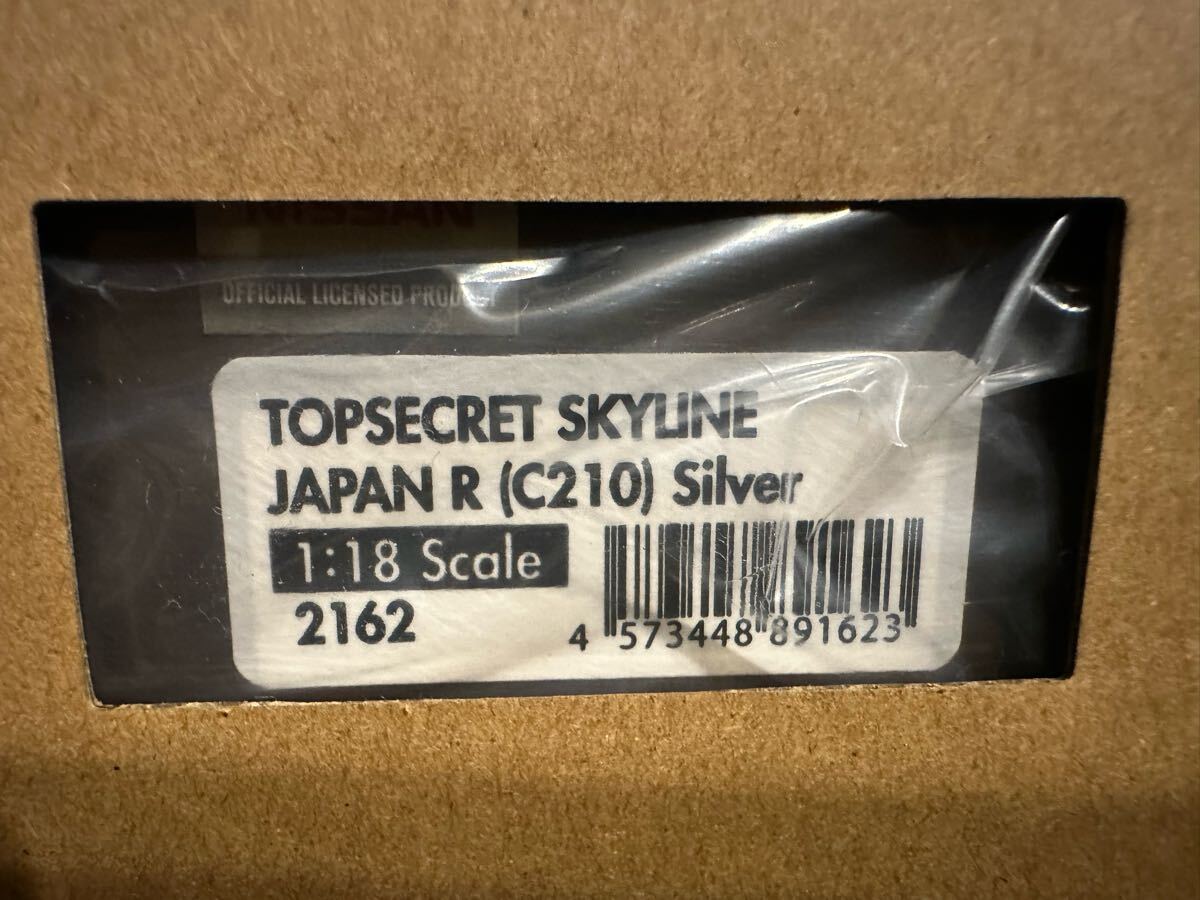 NISSAN
OFFICIAL LICENSED PRODUCT
TOPSECRET SKYLINE
JAPAN R (C210) Silver
1:18 Scale
2162
4 573448 891623